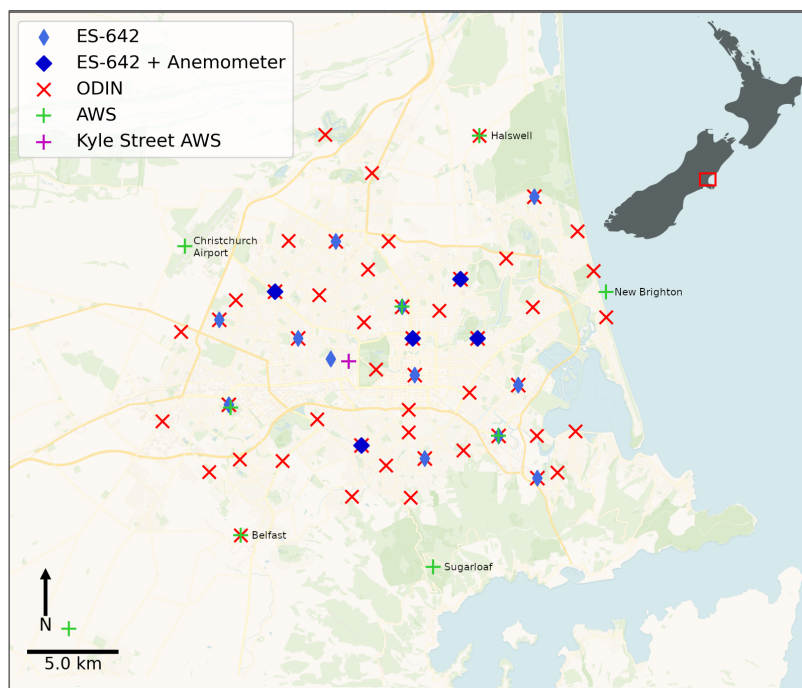 ES-642
ES-642 + Anemometer
ODIN
AWS
Kyle Street AWS
Halswell
Christchurch
Airport
New Brighton
Belfast
Sugarloaf
N
5.0 km